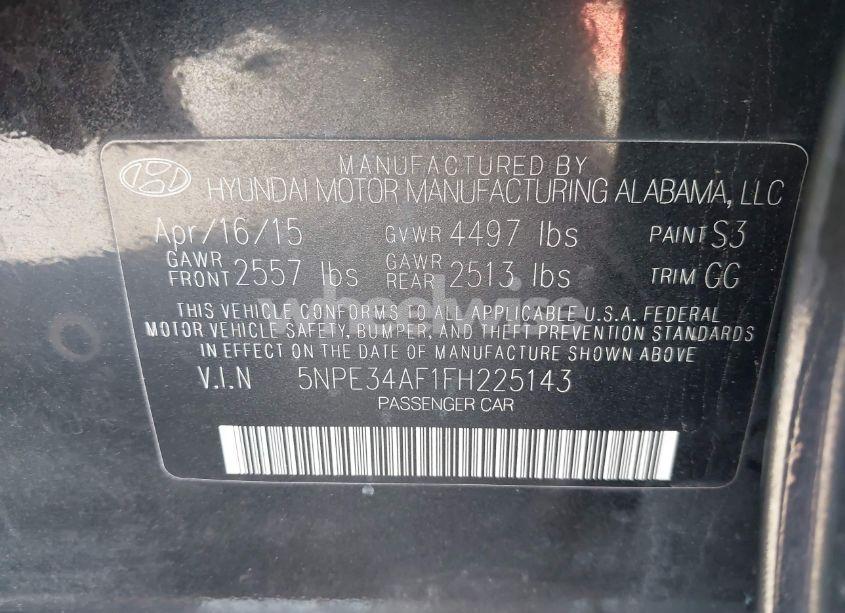 MANUFACTURED BY
HYUNDAI MOTOR MANUFACTURING ALABAMA, LLC
Apr/16/15 GVWR 4497 lbs PAINT S3
GAWR FRONT 2557 lbs GAWR REAR 2513 lbs TRIM GG
THIS VEHICLE CONFORMS TO ALL APPLICABLE U.S.A. FEDERAL
MOTOR VEHICLE SAFETY, BUMPER, AND THEFT PREVENTION STANDARDS
IN EFFECT ON THE DATE OF MANUFACTURE SHOWN ABOVE
V.I.N 5NPE34AF1FH225143
PASSENGER CAR
wheelwise